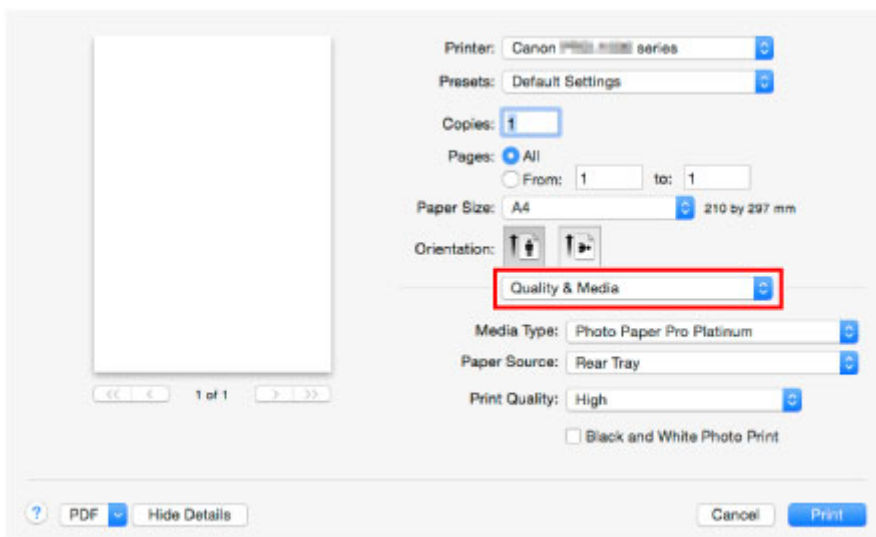 Printer: Canon series
Presets: Default Settings
Copies: 1
Pages: All
From: 1 to: 1
Paper Size: A4 210 by 297 mm
Orientation:
Quality & Media
Media Type: Photo Paper Pro Platinum
Paper Source: Rear Tray
Print Quality: High
Black and White Photo Print
1 of 1
? PDF Hide Details Cancel Print